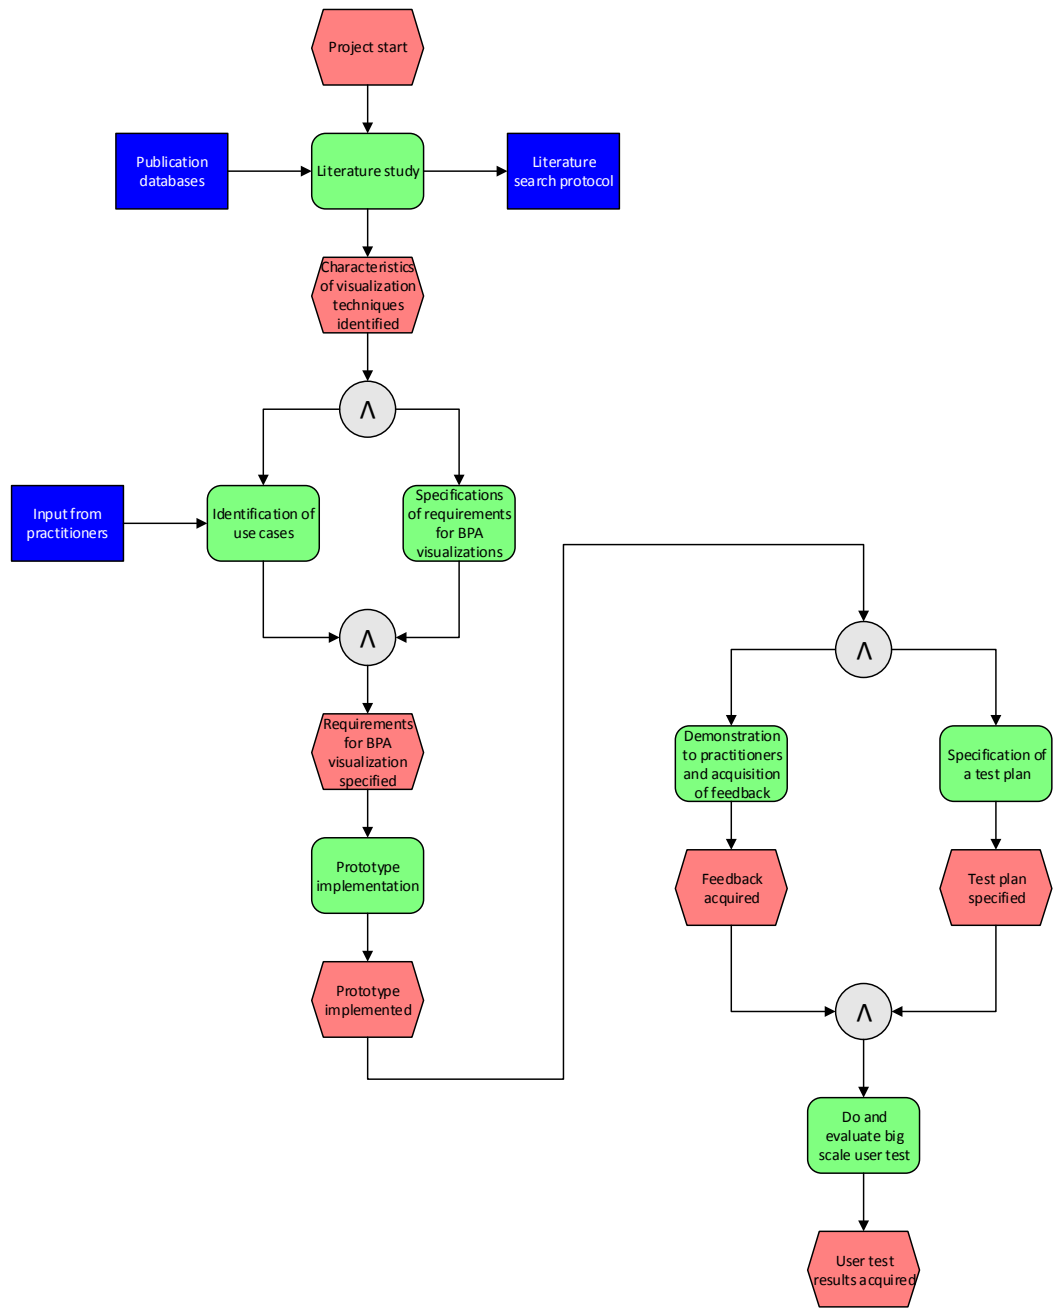 Project start
Publication
databases
Literature study
Literature
search protocol
Characteristics
of visualization
techniques
identified
Λ
Input from
practitioners
Identification of
use cases
Specifications
of requirements
for BPA
visualizations
Λ
Requirements
for BPA
visualization
specified
Prototype
implementation
Prototype
implemented
Λ
Demonstration
to practitioners
and acquisition
of feedback
Specification of
a test plan
Feedback
acquired
Test plan
specified
Λ
Do and
evaluate big
scale user test
User test
results acquired